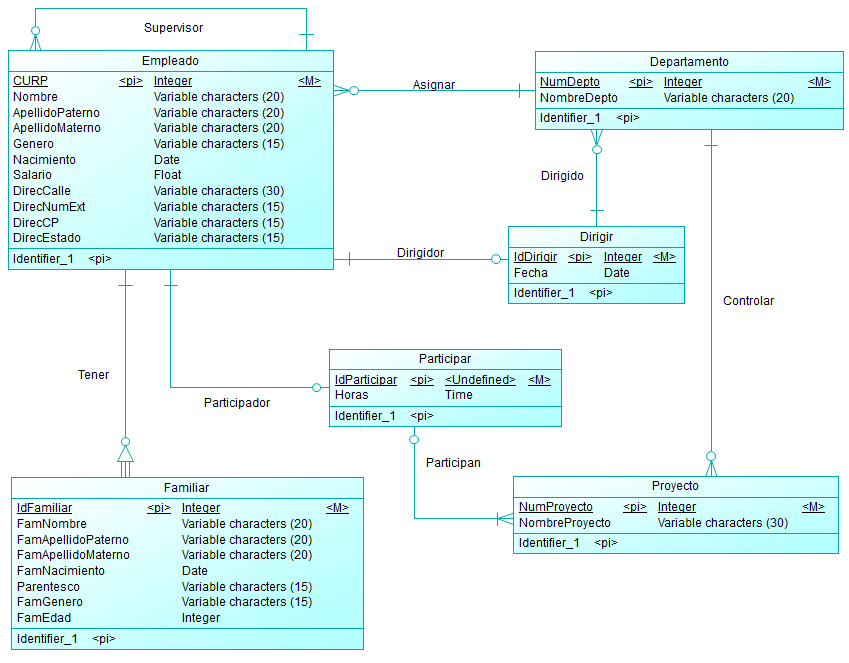 Supervisor
Empleado
CURP <pi> Integer <M>
Nombre Variable characters (20)
ApellidoPaterno Variable characters (20)
ApellidoMaterno Variable characters (20)
Genero Variable characters (15)
Nacimiento Date
Salario Float
DirecCalle Variable characters (30)
DirecNumExt Variable characters (15)
DirecCP Variable characters (15)
DirecEstado Variable characters (15)
Identifier_1 <pi>
Asignar
Departamento
NumDepto <pi> Integer <M>
NombreDepto Variable characters (20)
Identifier_1 <pi>
Dirigido
Dirigidor
Dirigir
IdDirigir <pi> Integer <M>
Fecha Date
Identifier_1 <pi>
Controlar
Tener
Participador
Participar
IdParticipar <pi> <Undefined> <M>
Horas Time
Identifier_1 <pi>
Participan
Familiar
IdFamiliar <pi> Integer <M>
FamNombre Variable characters (20)
FamApellidoPaterno Variable characters (20)
FamApellidoMaterno Variable characters (20)
FamNacimiento Date
Parentesco Variable characters (15)
FamGenero Variable characters (15)
FamEdad Integer
Identifier_1 <pi>
Proyecto
NumProyecto <pi> Integer <M>
NombreProyecto Variable characters (30)
Identifier_1 <pi>